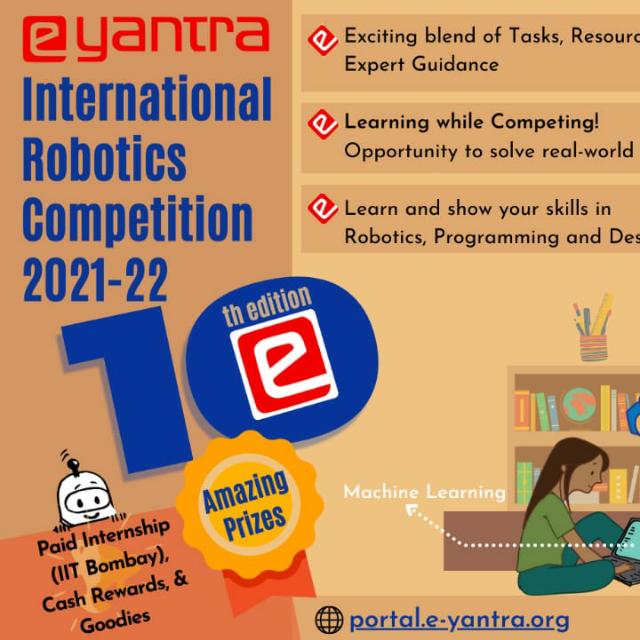 e yantra
International
Robotics
Competition
2021-22
10
th edition
e
Amazing
Prizes
Paid Internship
(IIT Bombay),
Cash Rewards, &
Goodies
Exciting blend of Tasks,
Expert Guidance
Learning while Competing!
Opportunity to solve real-world
Learn and show your skills in
Robotics, Programming and
Machine Learning
portal.e-yantra.org